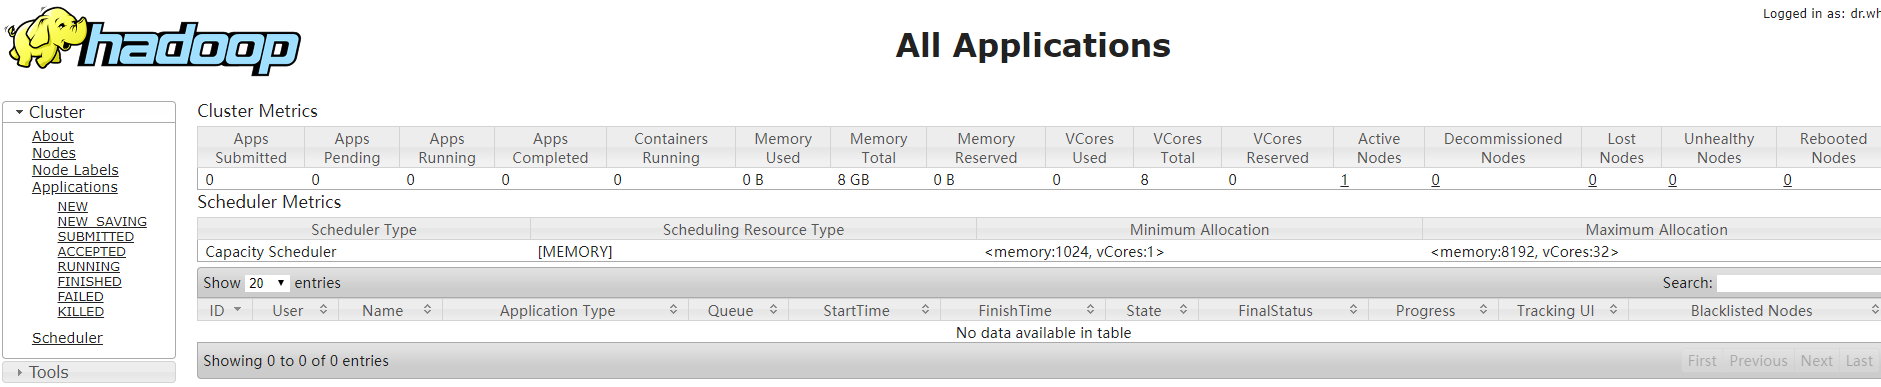 Logged in as: dr.wh
hadoop
All Applications
Cluster
About
Nodes
Node Labels
Applications
NEW
NEW_SAVING
SUBMITTED
ACCEPTED
RUNNING
FINISHED
FAILED
KILLED
Scheduler
Tools
Cluster Metrics
Apps Submitted Apps Pending Apps Running Apps Completed Containers Running Memory Used Memory Total Memory Reserved VCores Used VCores Total VCores Reserved Active Nodes Decommissioned Nodes Lost Nodes Unhealthy Nodes Rebooted Nodes
0 0 0 0 0 0 B 8 GB 0 B 0 8 0 1 0 0 0 0
Scheduler Metrics
Scheduler Type Scheduling Resource Type Minimum Allocation Maximum Allocation
Capacity Scheduler [MEMORY] <memory:1024, vCores:1> <memory:8192, vCores:32>
Show 20 entries Search:
ID User Name Application Type Queue StartTime FinishTime State FinalStatus Progress Tracking UI Blacklisted Nodes
No data available in table
Showing 0 to 0 of 0 entries First Previous Next Last